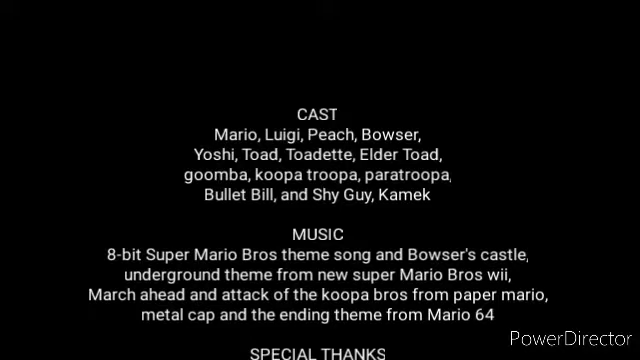 CAST
Mario, Luigi, Peach, Bowser,
Yoshi, Toad, Toadette, Elder Toad,
goomba, koopa troopa, paratroopa,
Bullet Bill, and Shy Guy, Kamek
MUSIC
8-bit Super Mario Bros theme song and Bowser's castle,
underground theme from new super Mario Bros wii,
March ahead and attack of the koopa bros from paper mario,
metal cap and the ending theme from Mario 64
SPECIAL THANKS
PowerDirector